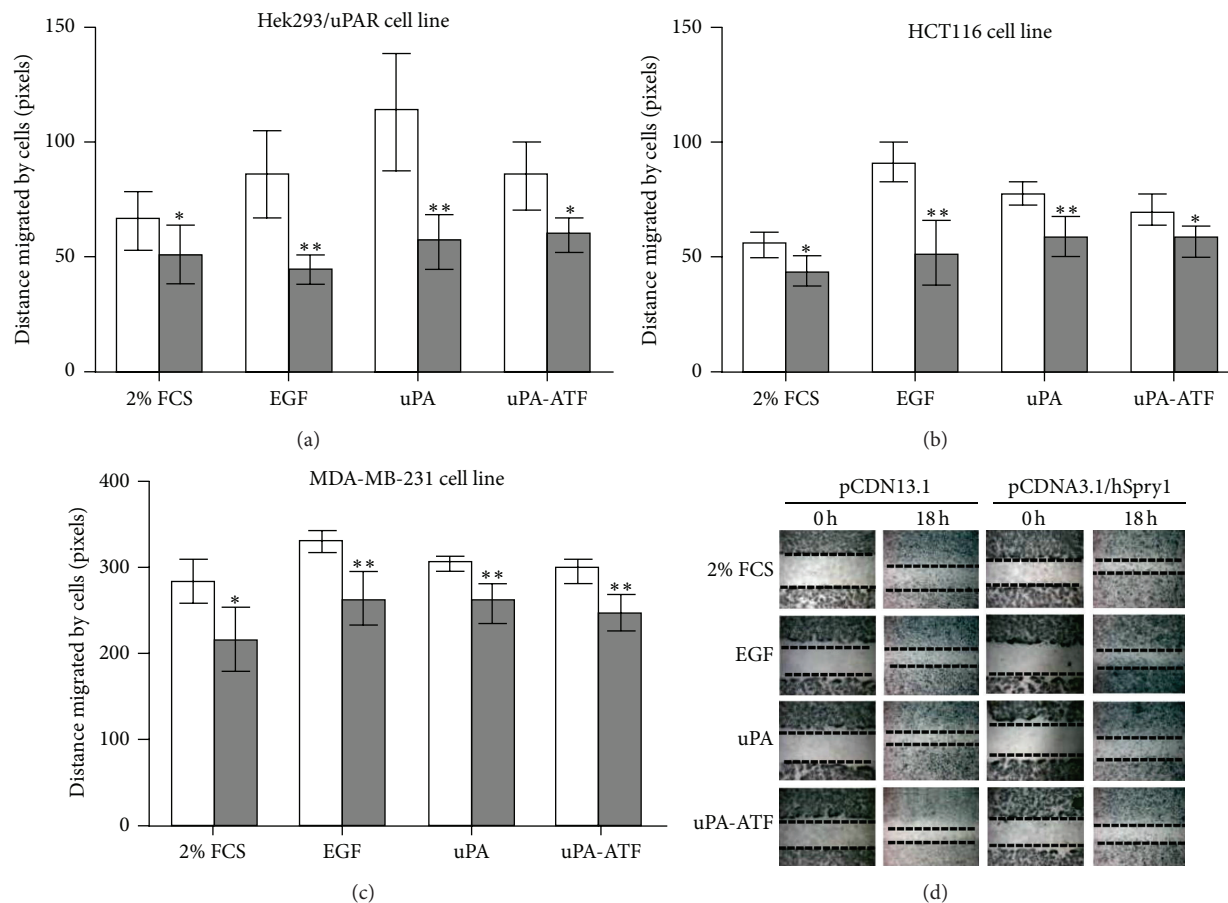 Hek293/uPAR cell line
Distance migrated by cells (pixels)
150
100
50
0
*
**
**
*
2% FCS EGF uPA uPA-ATF
(a)
HCT116 cell line
Distance migrated by cells (pixels)
150
100
50
0
*
**
**
*
2% FCS EGF uPA uPA-ATF
(b)
MDA-MB-231 cell line
Distance migrated by cells (pixels)
400
300
200
100
0
*
**
**
**
2% FCS EGF uPA uPA-ATF
(c)
pCDN13.1 pCDNA3.1/hSpry1
0 h 18 h 0 h 18 h
2% FCS
EGF
uPA
uPA-ATF
(d)